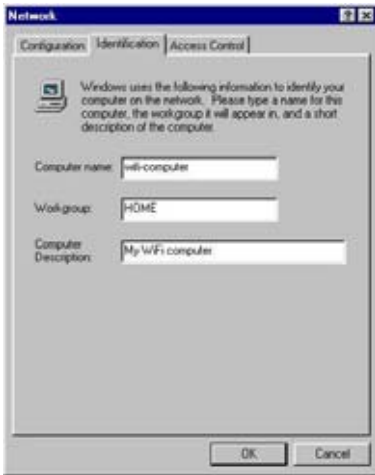 Network
Configuration Identification Access Control
Windows uses the following information to identify your
computer on the network. Please type a name for this
computer, the workgroup it will appear in, and a short
description of the computer.
Computer name: wifi-computer
Workgroup: HOME
Computer
Description: My WiFi computer
OK Cancel